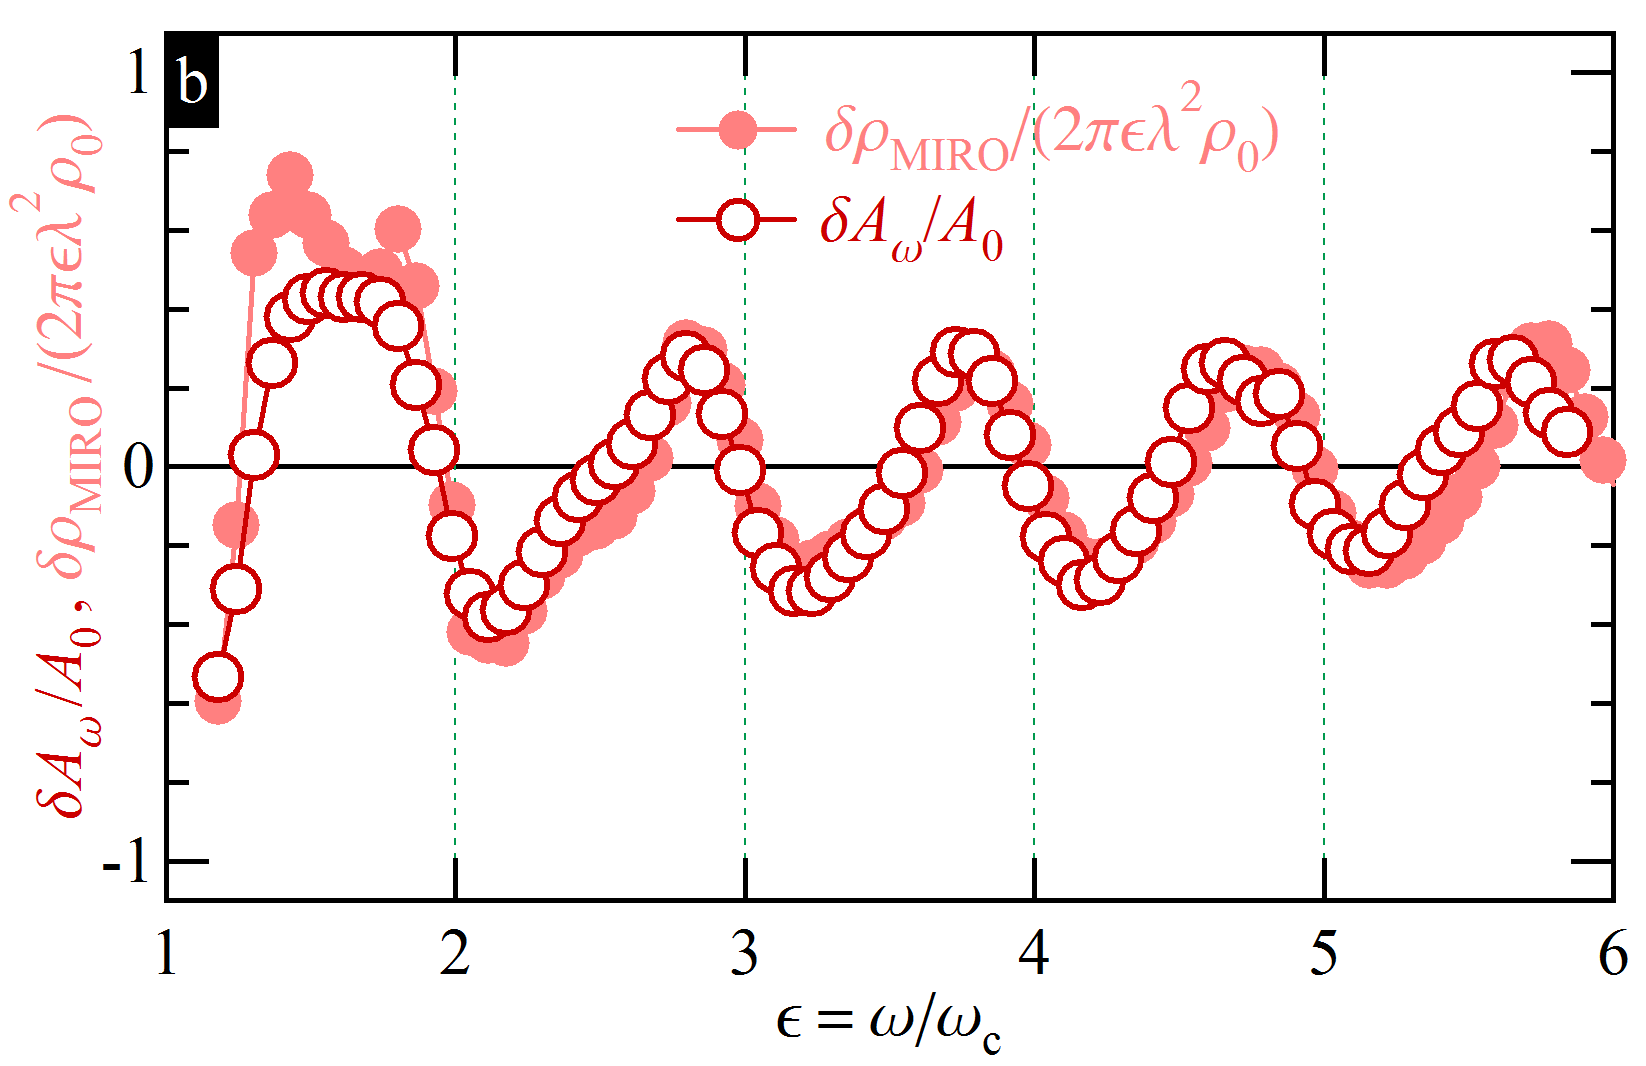 b
δρMIRO/(2πϵλ²ρ0)
δAω/A0
δAω/A0, δρMIRO/(2πϵλ²ρ0)
1
0
-1
1 2 3 4 5 6
ϵ = ω/ωc